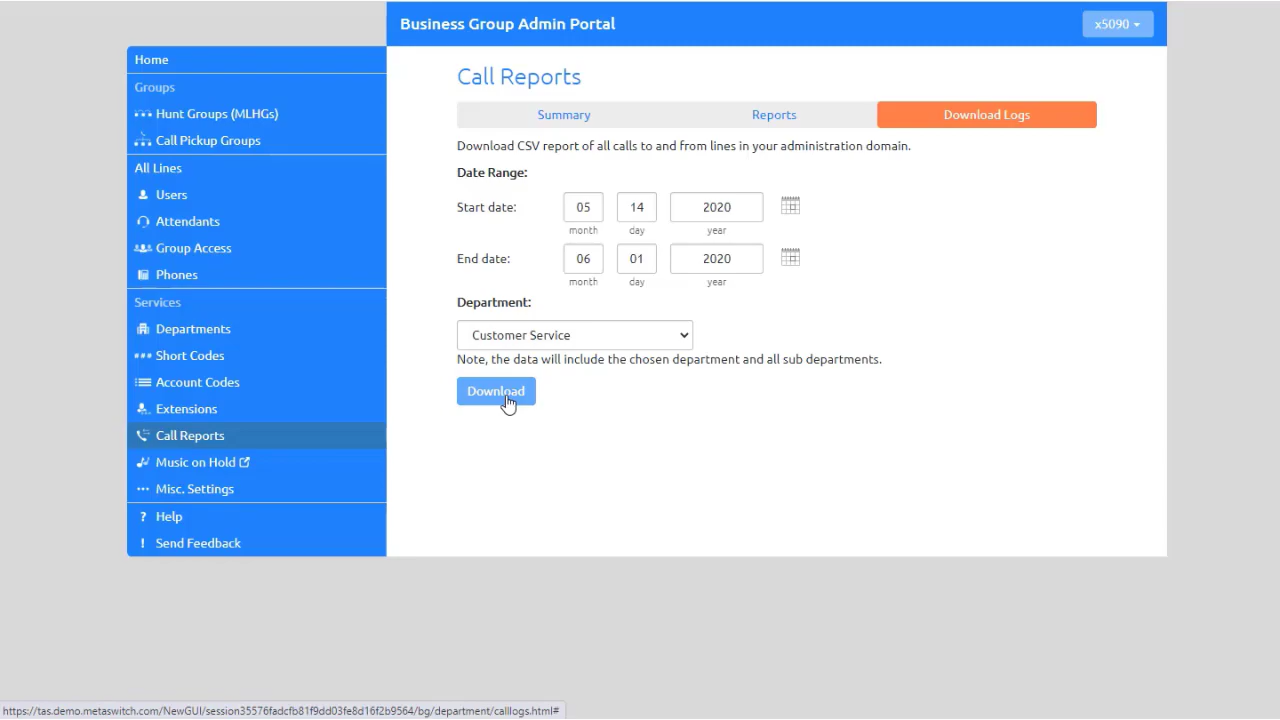 Business Group Admin Portal
x5090
Home
Groups
Hunt Groups (MLHGs)
Call Pickup Groups
All Lines
Users
Attendants
Group Access
Phones
Services
Departments
Short Codes
Account Codes
Extensions
Call Reports
Music on Hold
Misc. Settings
? Help
! Send Feedback
Call Reports
Summary Reports Download Logs
Download CSV report of all calls to and from lines in your administration domain.
Date Range:
Start date: 05 14 2020
month day year
End date: 06 01 2020
month day year
Department:
Customer Service
Note, the data will include the chosen department and all sub departments.
Download
https://tas.demo.metaswitch.com/NewGUI/session35576fadcfb81f9dd03fe8d16f2b9564/bg/department/calllogs.html#